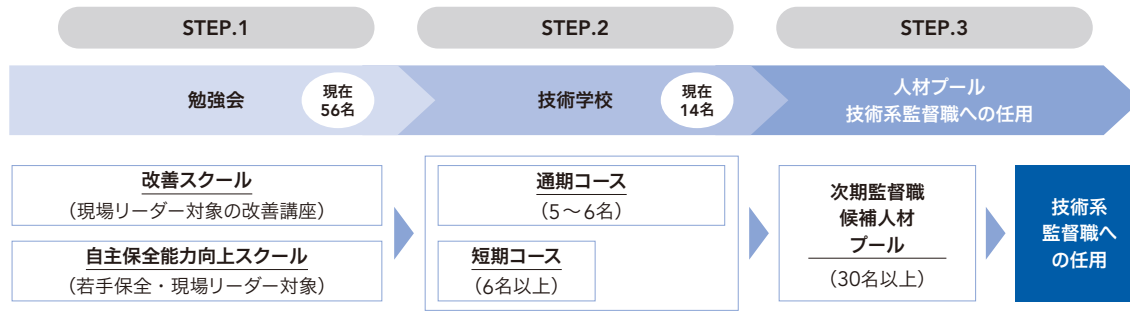 STEP.1
STEP.2
STEP.3
勉強会
現在
56名
技術学校
現在
14名
人材プール
技術系監督職への任用
改善スクール
（現場リーダー対象の改善講座）
自主保全能力向上スクール
（若手保全・現場リーダー対象）
通期コース
（5～6名）
短期コース
（6名以上）
次期監督職
候補人材
プール
（30名以上）
技術系
監督職へ
の任用